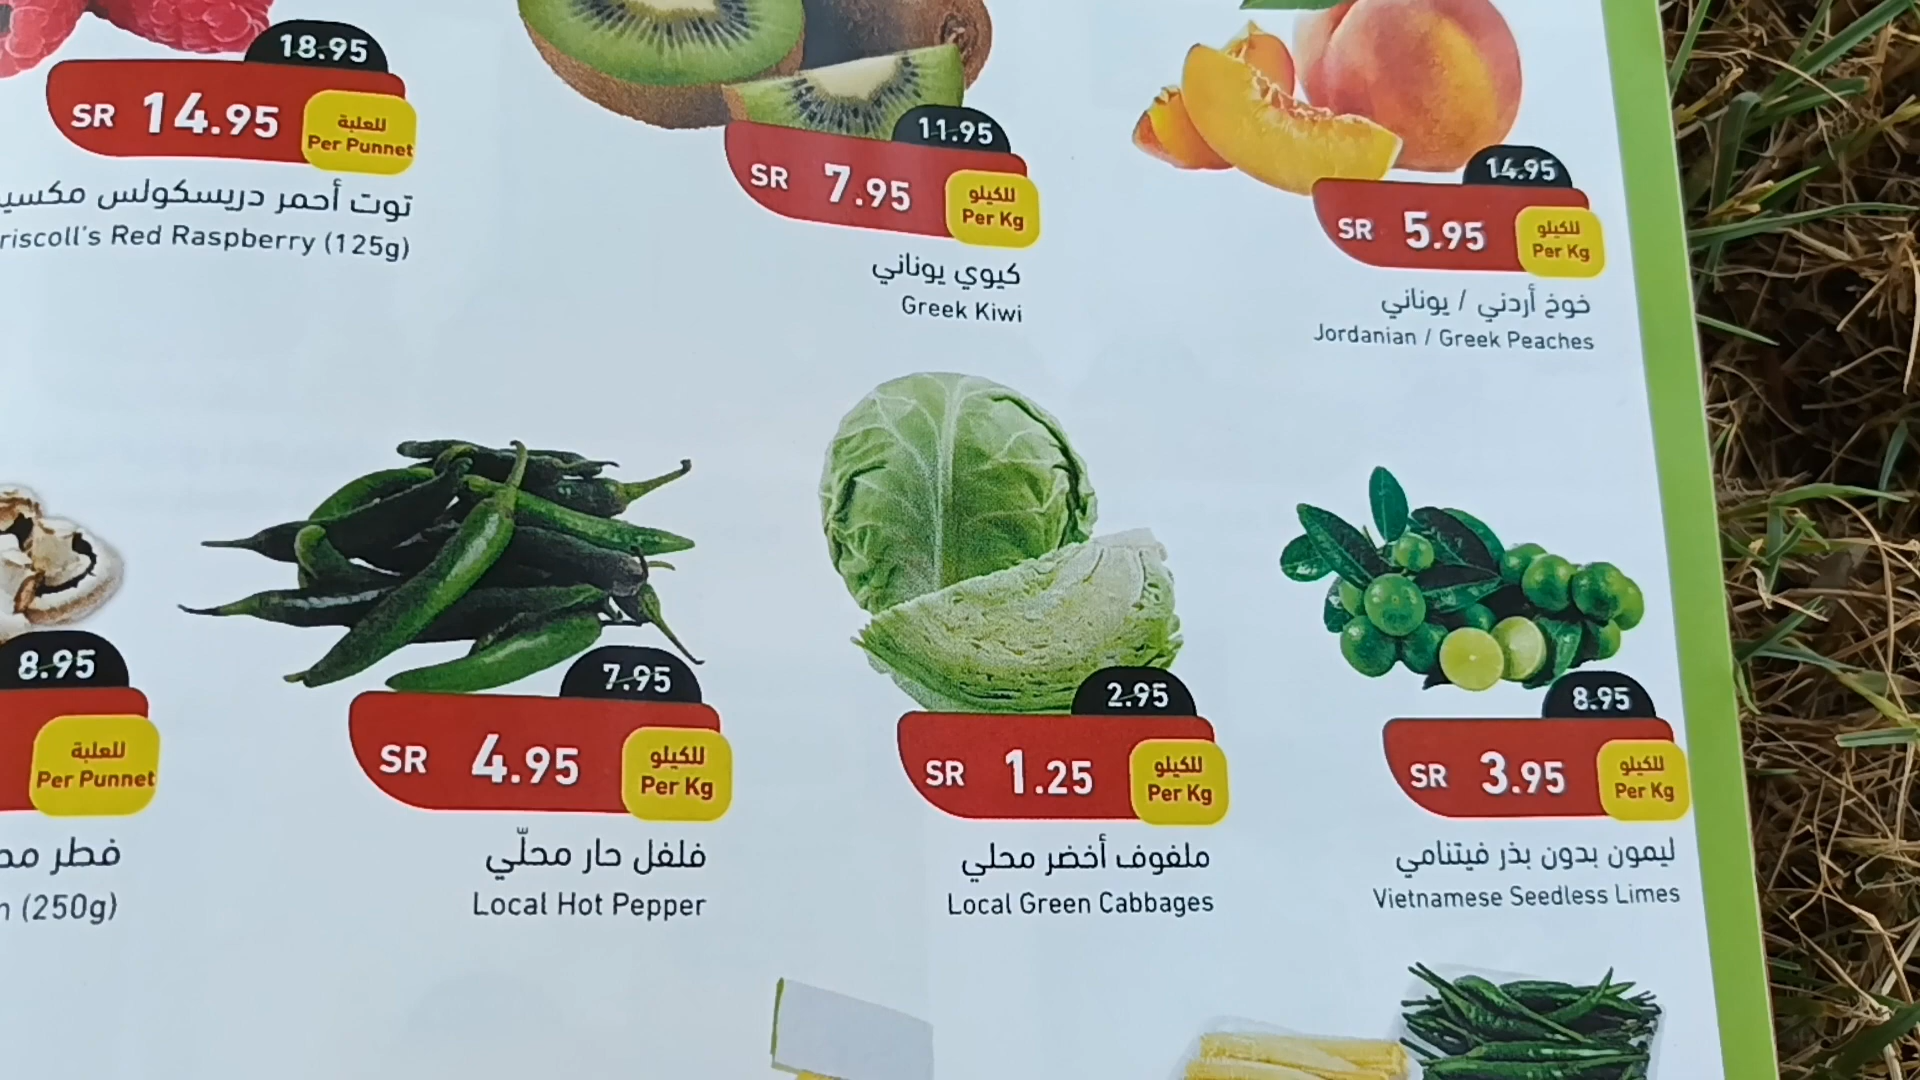 18.95
SR 14.95
للعلبة
Per Punnet
توت أحمر دريسكولس
Red Raspberry (125g)
11.95
SR 7.95
للكيلو
Per Kg
كيوي يوناني
Greek Kiwi
14.95
SR 5.95
للكيلو
Per Kg
خوخ أردني / يوناني
Jordanian / Greek Peaches
8.95
للعلبة
Per Punnet
فطر
(250g)
7.95
SR 4.95
للكيلو
Per Kg
فلفل حار محلّي
Local Hot Pepper
2.95
SR 1.25
للكيلو
Per Kg
ملفوف أخضر محلي
Local Green Cabbages
8.95
SR 3.95
للكيلو
Per Kg
ليمون بدون بذر فيتنامي
Vietnamese Seedless Limes